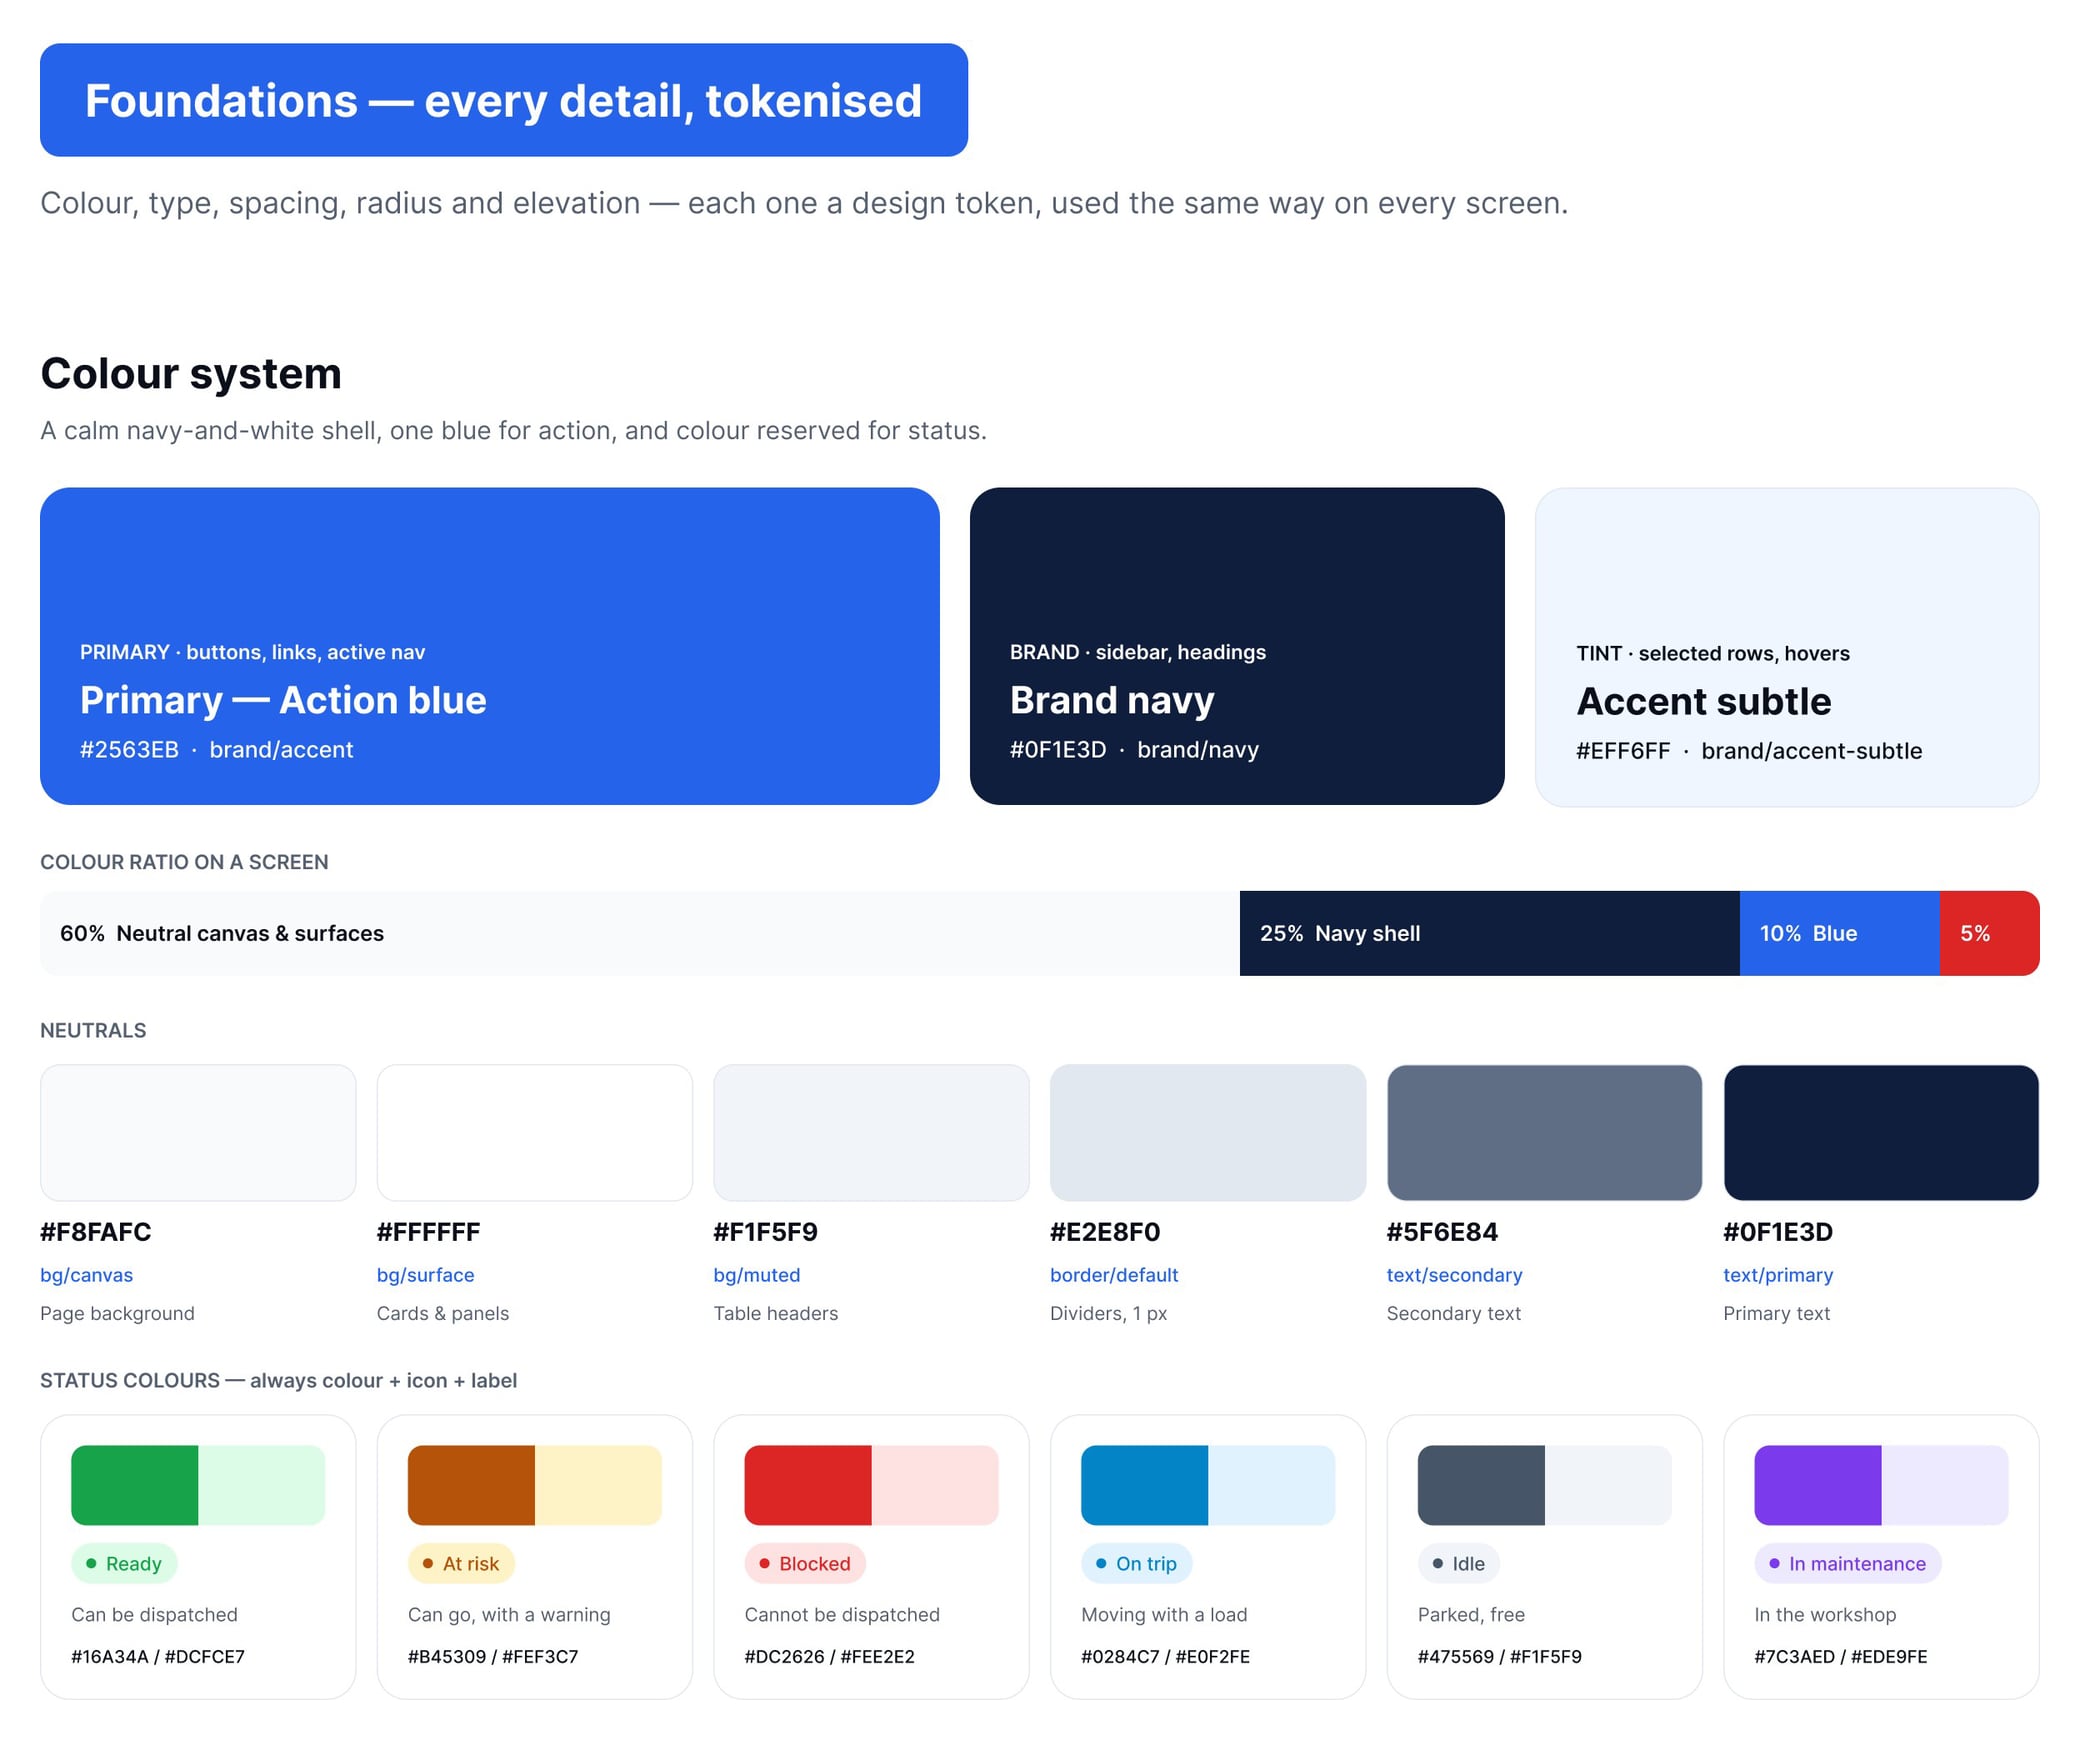 Foundations — every detail, tokenised
Colour, type, spacing, radius and elevation — each one a design token, used the same way on every screen.
Colour system
A calm navy-and-white shell, one blue for action, and colour reserved for status.
PRIMARY · buttons, links, active nav
Primary — Action blue
#2563EB · brand/accent
BRAND · sidebar, headings
Brand navy
#0F1E3D · brand/navy
TINT · selected rows, hovers
Accent subtle
#EFF6FF · brand/accent-subtle
COLOUR RATIO ON A SCREEN
60% Neutral canvas & surfaces
25% Navy shell
10% Blue
5%
NEUTRALS
#F8FAFC
bg/canvas
Page background
#FFFFFF
bg/surface
Cards & panels
#F1F5F9
bg/muted
Table headers
#E2E8F0
border/default
Dividers, 1 px
#5F6E84
text/secondary
Secondary text
#0F1E3D
text/primary
Primary text
STATUS COLOURS — always colour + icon + label
Ready
Can be dispatched
#16A34A / #DCFCE7
At risk
Can go, with a warning
#B45309 / #FEF3C7
Blocked
Cannot be dispatched
#DC2626 / #FEE2E2
On trip
Moving with a load
#0284C7 / #E0F2FE
Idle
Parked, free
#475569 / #F1F5F9
In maintenance
In the workshop
#7C3AED / #EDE9FE